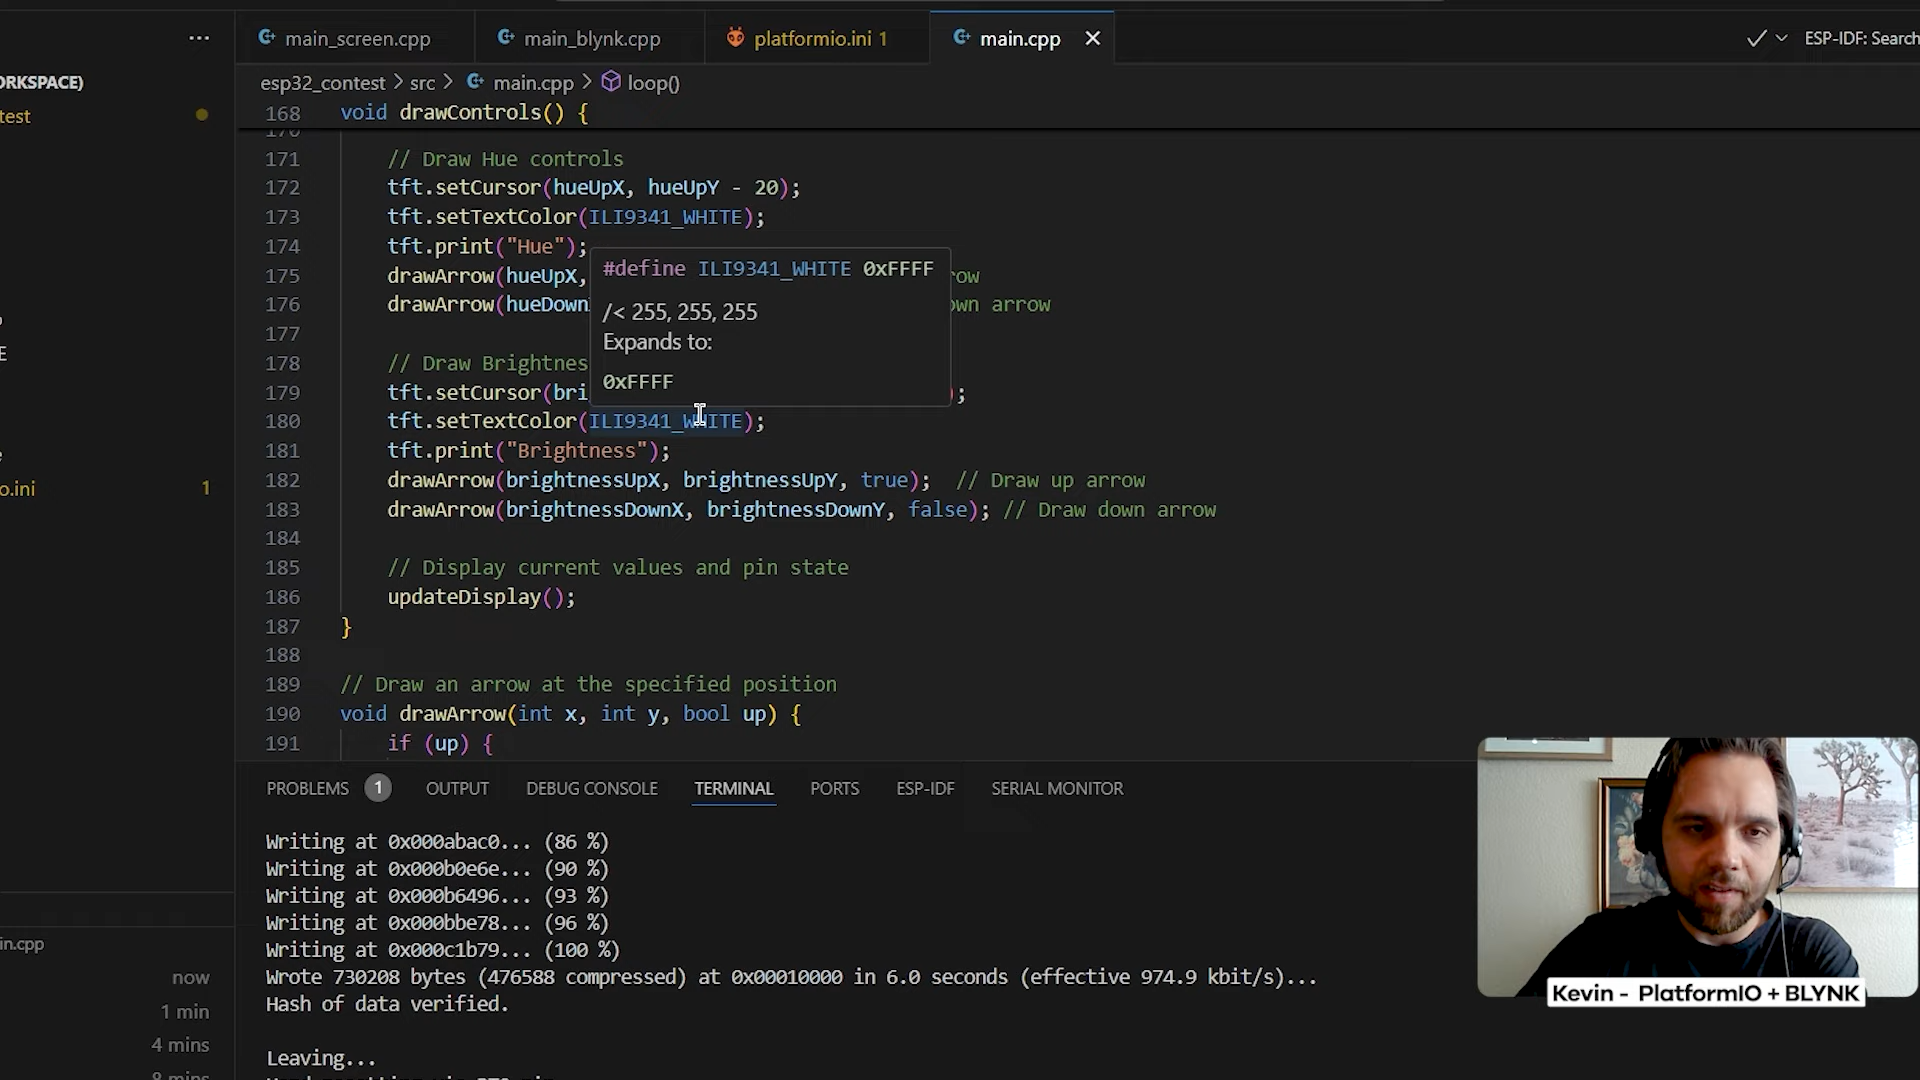 ··· main_screen.cpp main_blynk.cpp platformio.ini 1 main.cpp ESP-IDF: Search
ORKSPACE)
test
E
e
o.ini 1
in.cpp
now
1 min
4 mins
8 mins
esp32_contest > src > main.cpp > loop()
168 void drawControls() {
170
171 // Draw Hue controls
172 tft.setCursor(hueUpX, hueUpY - 20);
173 tft.setTextColor(ILI9341_WHITE);
174 tft.print("Hue");
175 drawArrow(hueUpX, row
176 drawArrow(hueDown own arrow
177
178 // Draw Brightnes
179 tft.setCursor(bri );
180 tft.setTextColor(ILI9341_WHITE);
181 tft.print("Brightness");
182 drawArrow(brightnessUpX, brightnessUpY, true); // Draw up arrow
183 drawArrow(brightnessDownX, brightnessDownY, false); // Draw down arrow
184
185 // Display current values and pin state
186 updateDisplay();
187 }
188
189 // Draw an arrow at the specified position
190 void drawArrow(int x, int y, bool up) {
191 if (up) {
#define ILI9341_WHITE 0xFFFF
/< 255, 255, 255
Expands to:
0xFFFF
PROBLEMS 1 OUTPUT DEBUG CONSOLE TERMINAL PORTS ESP-IDF SERIAL MONITOR
Writing at 0x000abac0... (86 %)
Writing at 0x000b0e6e... (90 %)
Writing at 0x000b6496... (93 %)
Writing at 0x000bbe78... (96 %)
Writing at 0x000c1b79... (100 %)
Wrote 730208 bytes (476588 compressed) at 0x00010000 in 6.0 seconds (effective 974.9 kbit/s)...
Hash of data verified.
Leaving...
Kevin - PlatformIO + BLYNK